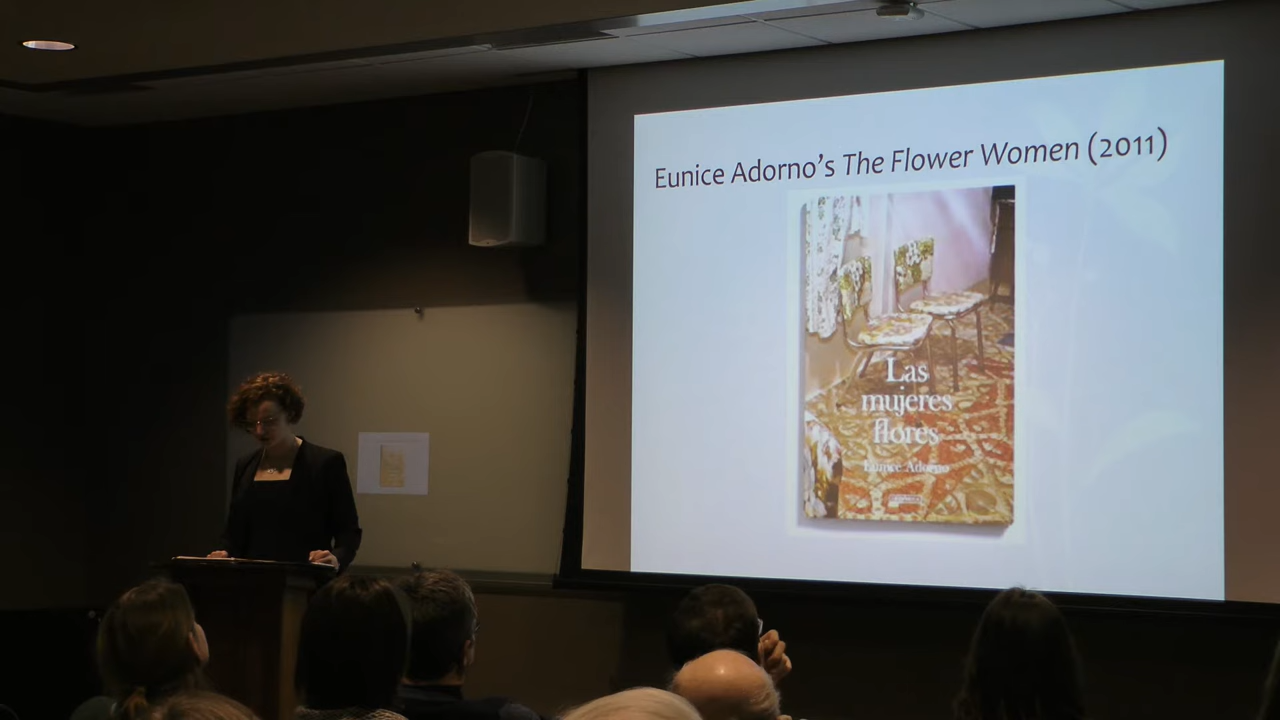 Eunice Adorno's The Flower Women (2011)
Las
mujeres
flores
Eunice Adorno